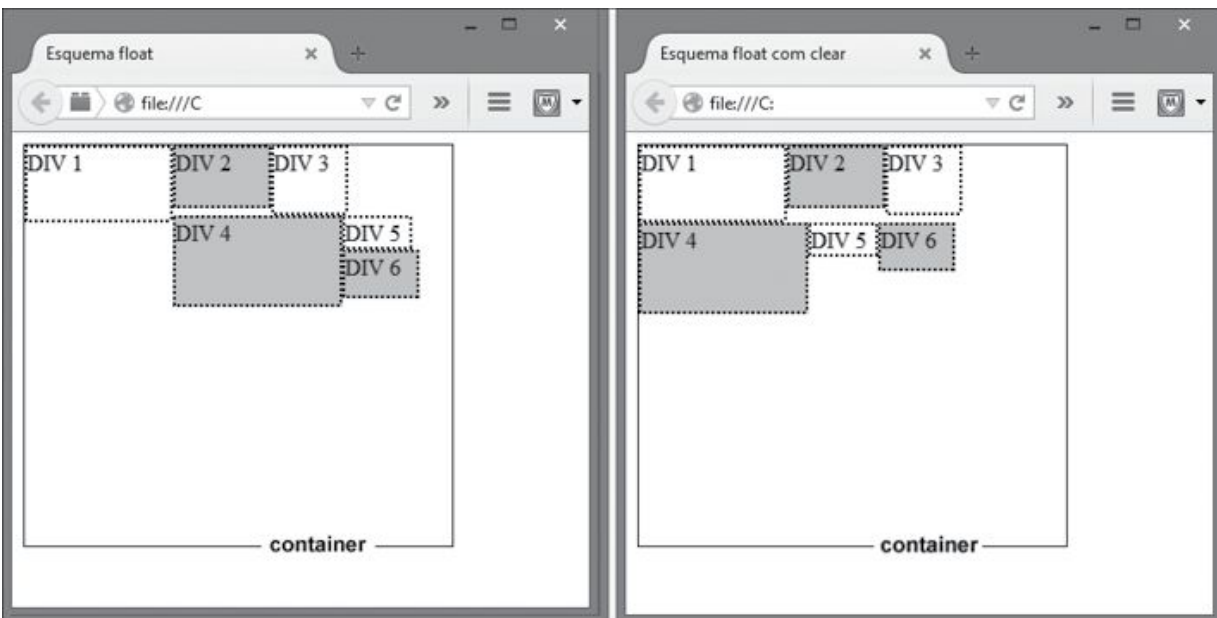 Esquema float
file:///C
DIV 1
DIV 2
DIV 3
DIV 4
DIV 5
DIV 6
container
Esquema float com clear
file:///C:
DIV 1
DIV 2
DIV 3
DIV 4
DIV 5
DIV 6
container